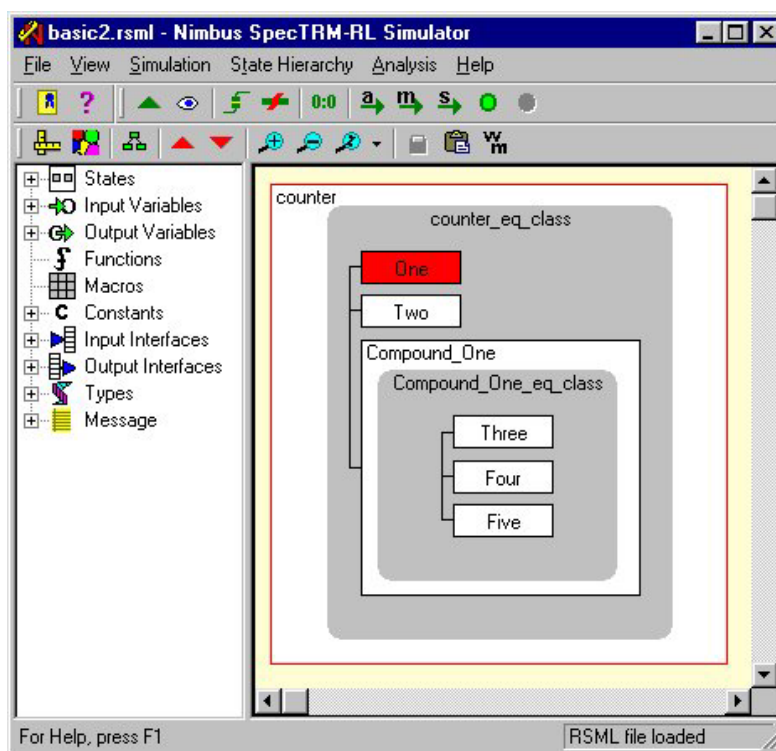 basic2.rsml - Nimbus SpecTRM-RL Simulator
File View Simulation State Hierarchy Analysis Help
? 0:0 a m s
W m
States
Input Variables
Output Variables
Functions
Macros
C Constants
Input Interfaces
Output Interfaces
Types
Message
counter
counter_eq_class
One
Two
Compound_One
Compound_One_eq_class
Three
Four
Five
For Help, press F1
RSML file loaded